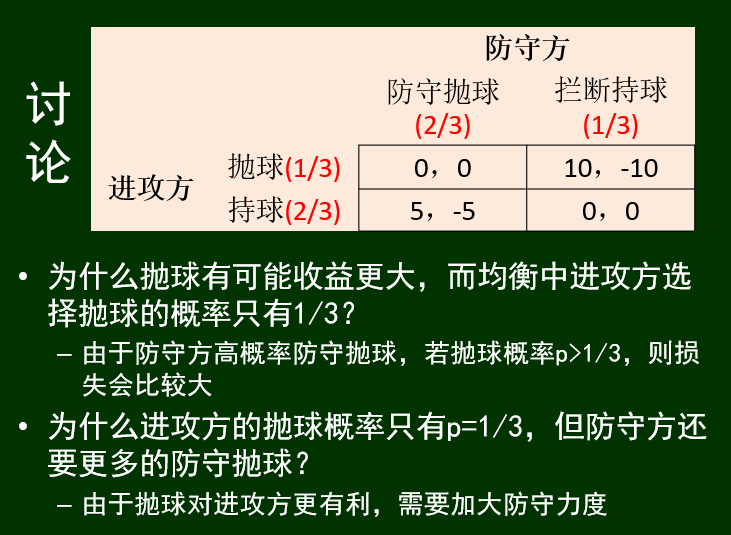 讨
论
防守方
防守抛球 拦断持球
(2/3) (1/3)
进攻方
抛球(1/3) 0，0 10，-10
持球(2/3) 5，-5 0，0
• 为什么抛球有可能收益更大，而均衡中进攻方选
择抛球的概率只有1/3？
– 由于防守方高概率防守抛球，若抛球概率p>1/3，则损
失会比较大
• 为什么进攻方的抛球概率只有p=1/3，但防守方还
要更多的防守抛球？
– 由于抛球对进攻方更有利，需要加大防守力度